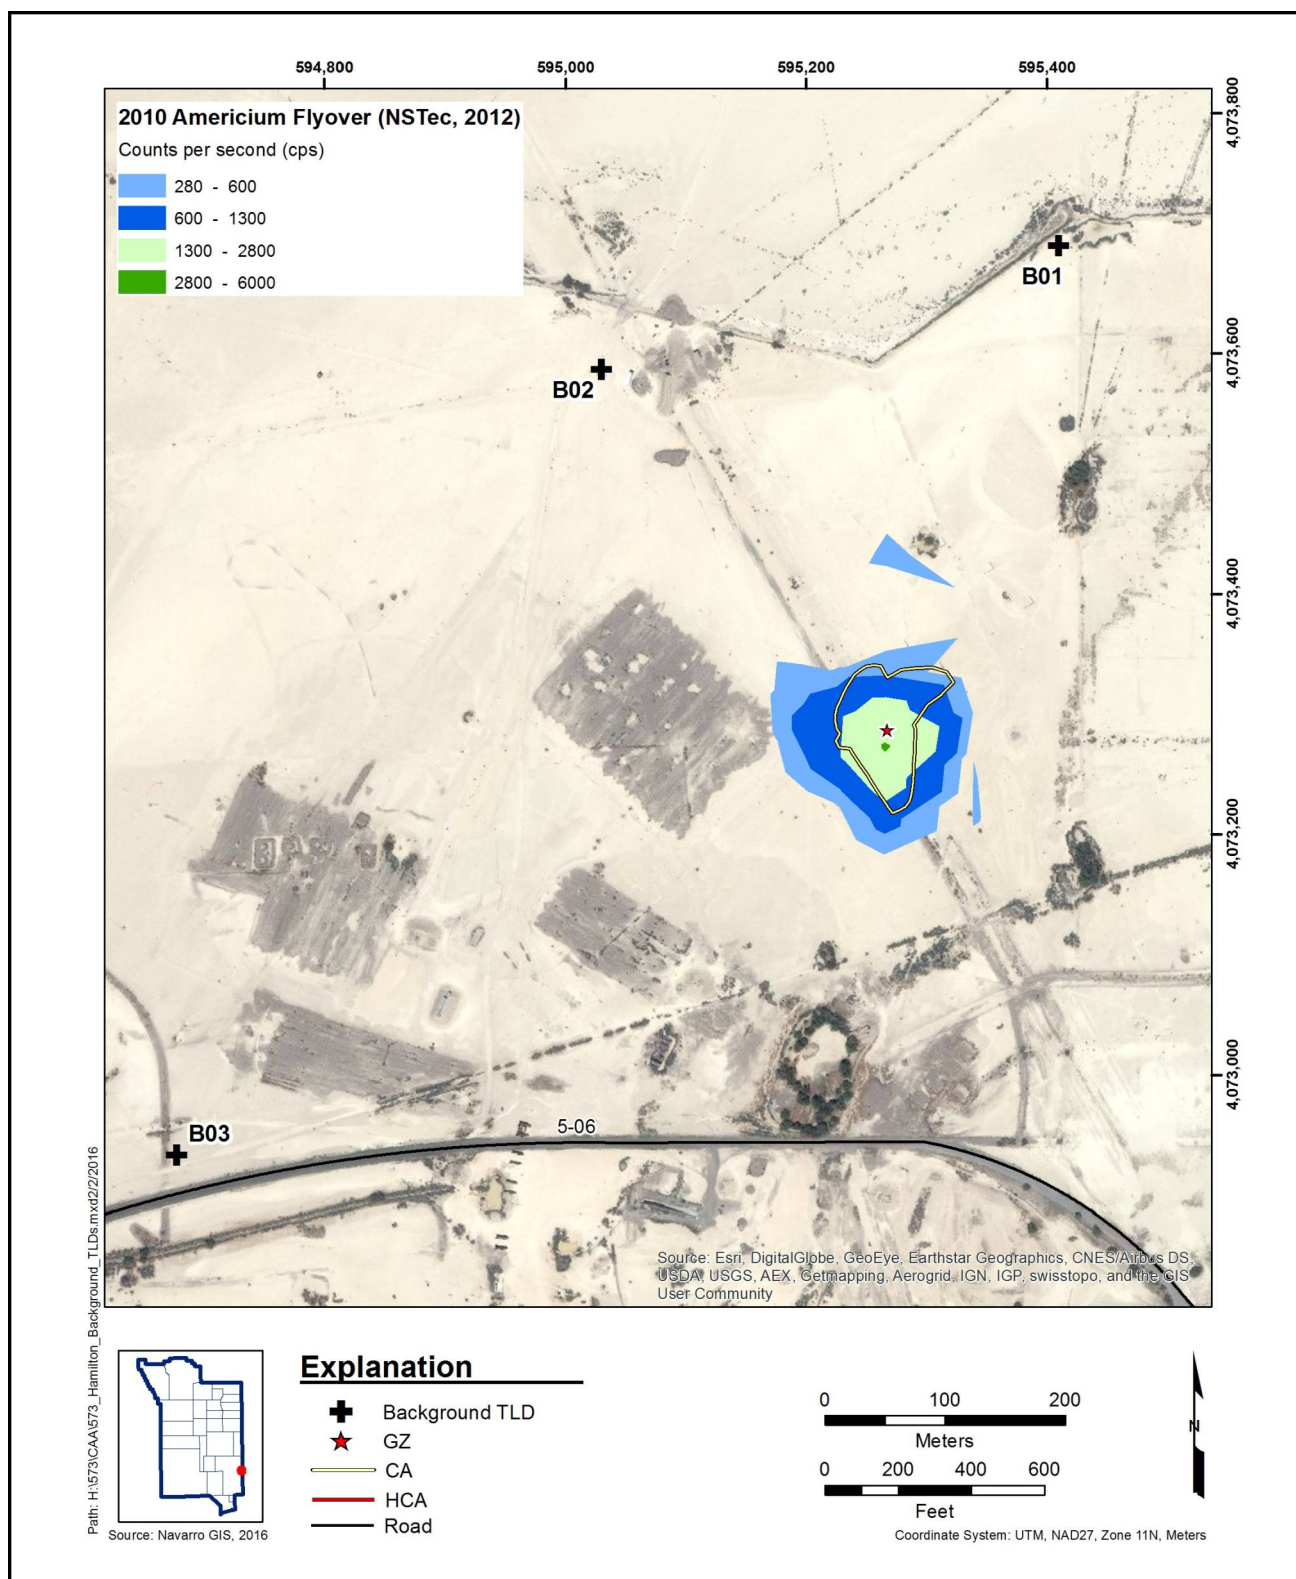 594,800
595,000
595,200
595,400
2010 Americium Flyover (NSTec, 2012)
Counts per second (cps)
280 - 600
600 - 1300
1300 - 2800
2800 - 6000
4,073,800
4,073,600
4,073,400
4,073,200
4,073,000
B01
B02
B03
5-06
Source: Esri, DigitalGlobe, GeoEye, Earthstar Geographics, CNES/Airbus DS,
USDA, USGS, AEX, Getmapping, Aerogrid, IGN, IGP, swisstopo, and the GIS
User Community
Path: H:\573\CAA\573_Hamilton_Background_TLDs.mxd2/2/2016
Source: Navarro GIS, 2016
Explanation
Background TLD
GZ
CA
HCA
Road
0 100 200
Meters
0 200 400 600
Feet
N
Coordinate System: UTM, NAD27, Zone 11N, Meters